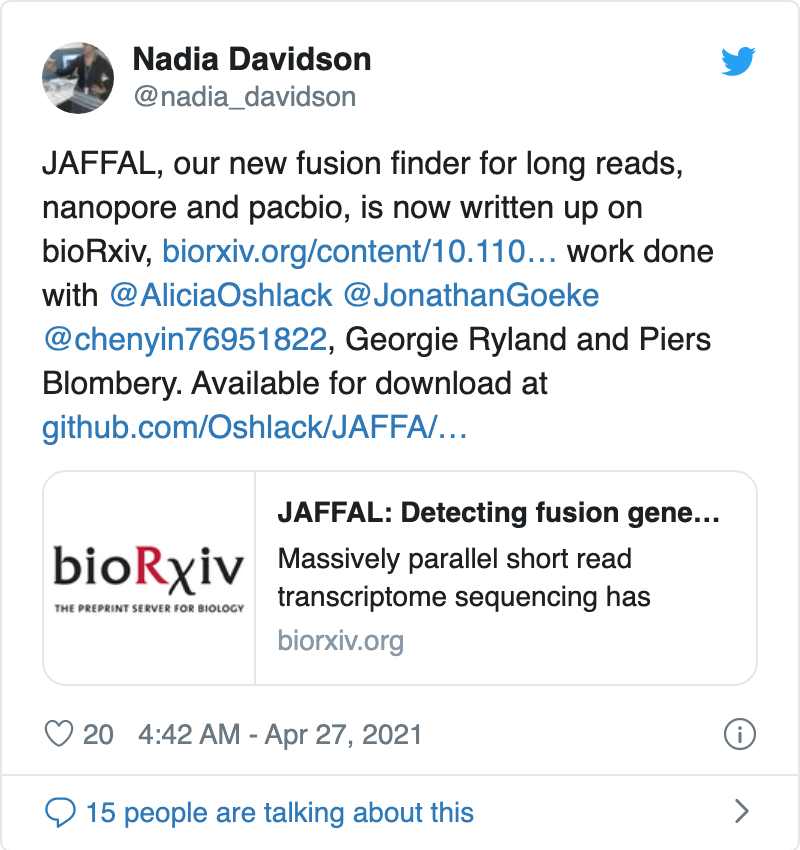 Nadia Davidson
@nadia_davidson
JAFFAL, our new fusion finder for long reads,
nanopore and pacbio, is now written up on
bioRxiv, biorxiv.org/content/10.110… work done
with @AliciaOshlack @JonathanGoeke
@chenyin76951822, Georgie Ryland and Piers
Blombery. Available for download at
github.com/Oshlack/JAFFA/…
bioRxiv
THE PREPRINT SERVER FOR BIOLOGY
JAFFAL: Detecting fusion gene…
Massively parallel short read
transcriptome sequencing has
biorxiv.org
20 4:42 AM - Apr 27, 2021
15 people are talking about this